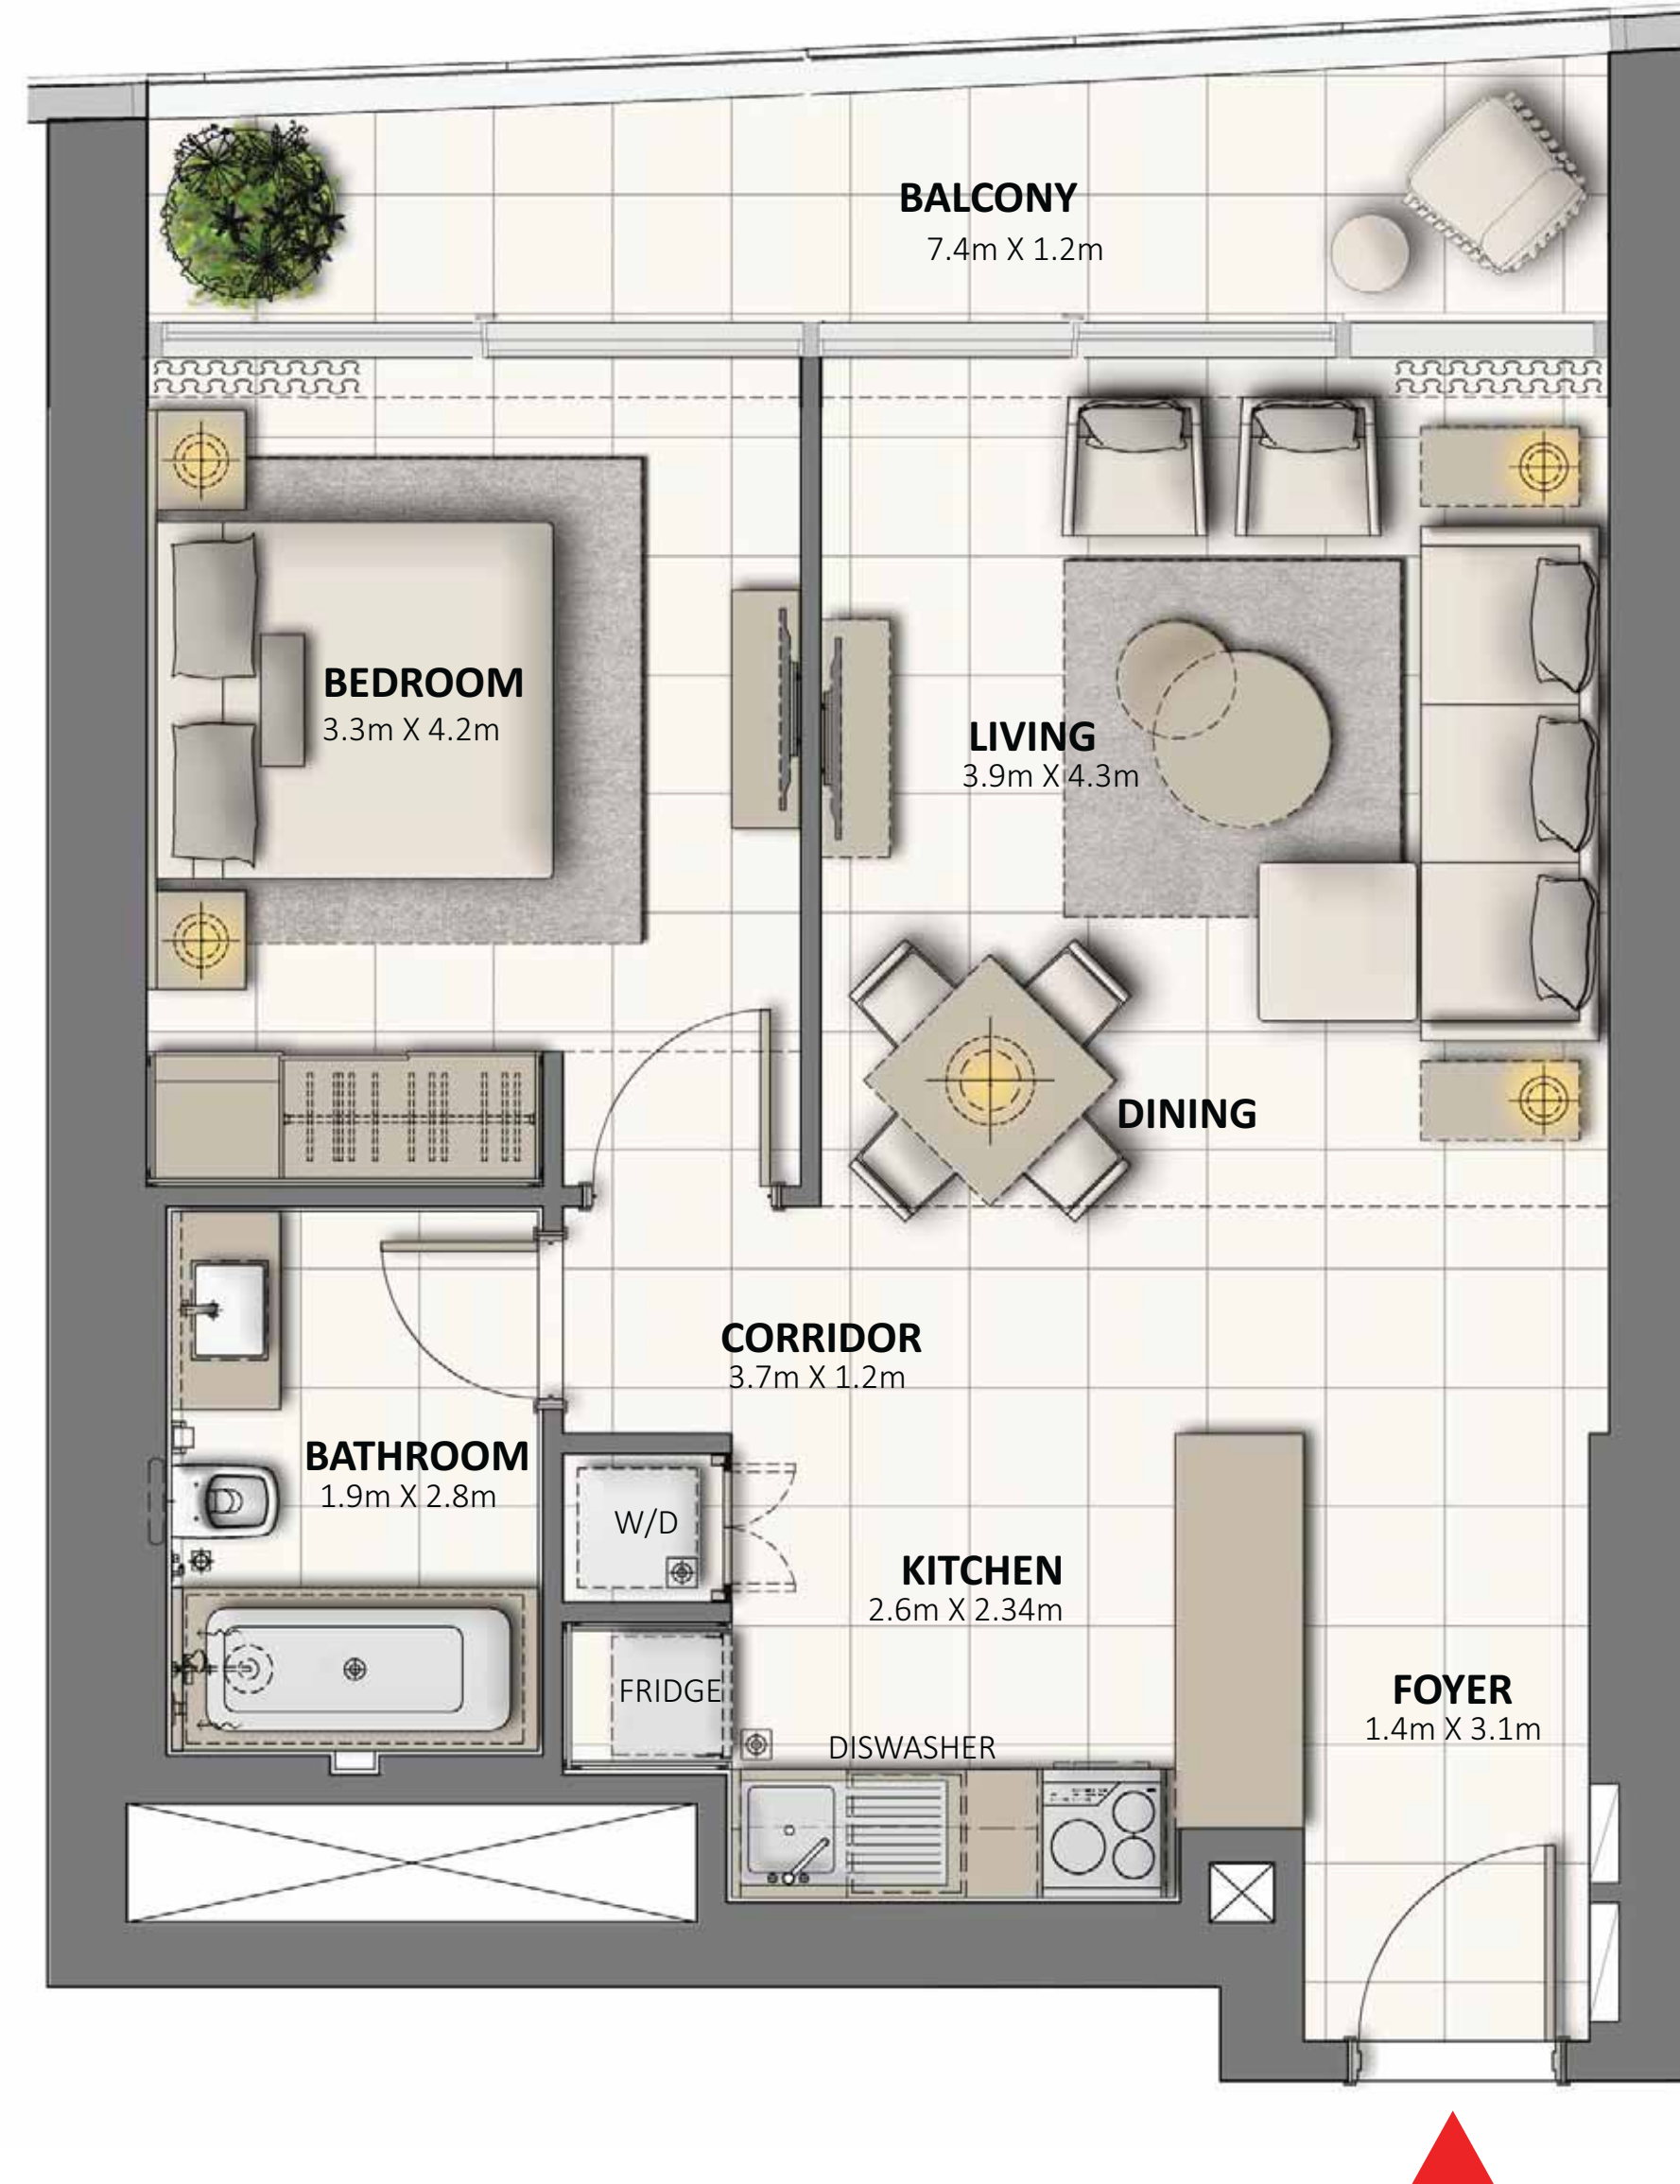 BALCONY
7.4m X 1.2m
BEDROOM
3.3m X 4.2m
LIVING
3.9m X 4.3m
DINING
CORRIDOR
3.7m X 1.2m
BATHROOM
1.9m X 2.8m
W/D
KITCHEN
2.6m X 2.34m
FRIDGE
FOYER
1.4m X 3.1m
DISWASHER